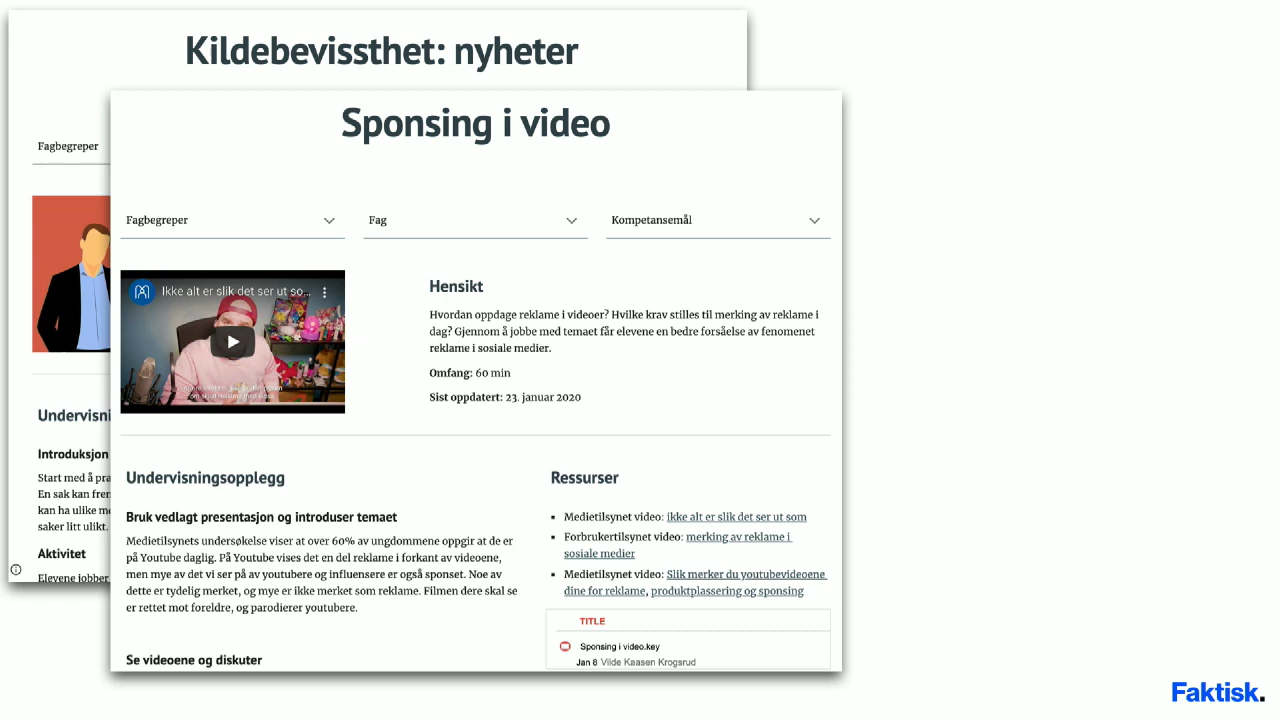 Kildebevissthet: nyheter
Fagbegreper
Undervisni
Introduksjon
Start med å pra
En sak kan fren
kan ha ulike me
saker litt ulikt.
Aktivitet
Elevene jobber
Sponsing i video
Fagbegreper
Fag
Kompetansemål
Ikke alt er slik det ser ut so...
Hensikt
Hvordan oppdage reklame i videoer? Hvilke krav stilles til merking av reklame i
dag? Gjennom å jobbe med temaet får elevene en bedre forsåelse av fenomenet
reklame i sosiale medier.
Omfang: 60 min
Sist oppdatert: 23. januar 2020
Undervisningsopplegg
Bruk vedlagt presentasjon og introduser temaet
Medietilsynets undersøkelse viser at over 60% av ungdommene oppgir at de er
på Youtube daglig. På Youtube vises det en del reklame i forkant av videoene,
men mye av det vi ser på av youtubere og influensere er også sponset. Noe av
dette er tydelig merket, og mye er ikke merket som reklame. Filmen dere skal se
er rettet mot foreldre, og parodierer youtubere.
Se videoene og diskuter
Ressurser
Medietilsynet video: ikke alt er slik det ser ut som
Forbrukertilsynet video: merking av reklame i
sosiale medier
Medietilsynet video: Slik merker du youtubevideoene
dine for reklame, produktplassering og sponsing
TITLE
Sponsing i video.key
Jan 8 Vilde Kaasen Krogsrud
Faktisk.